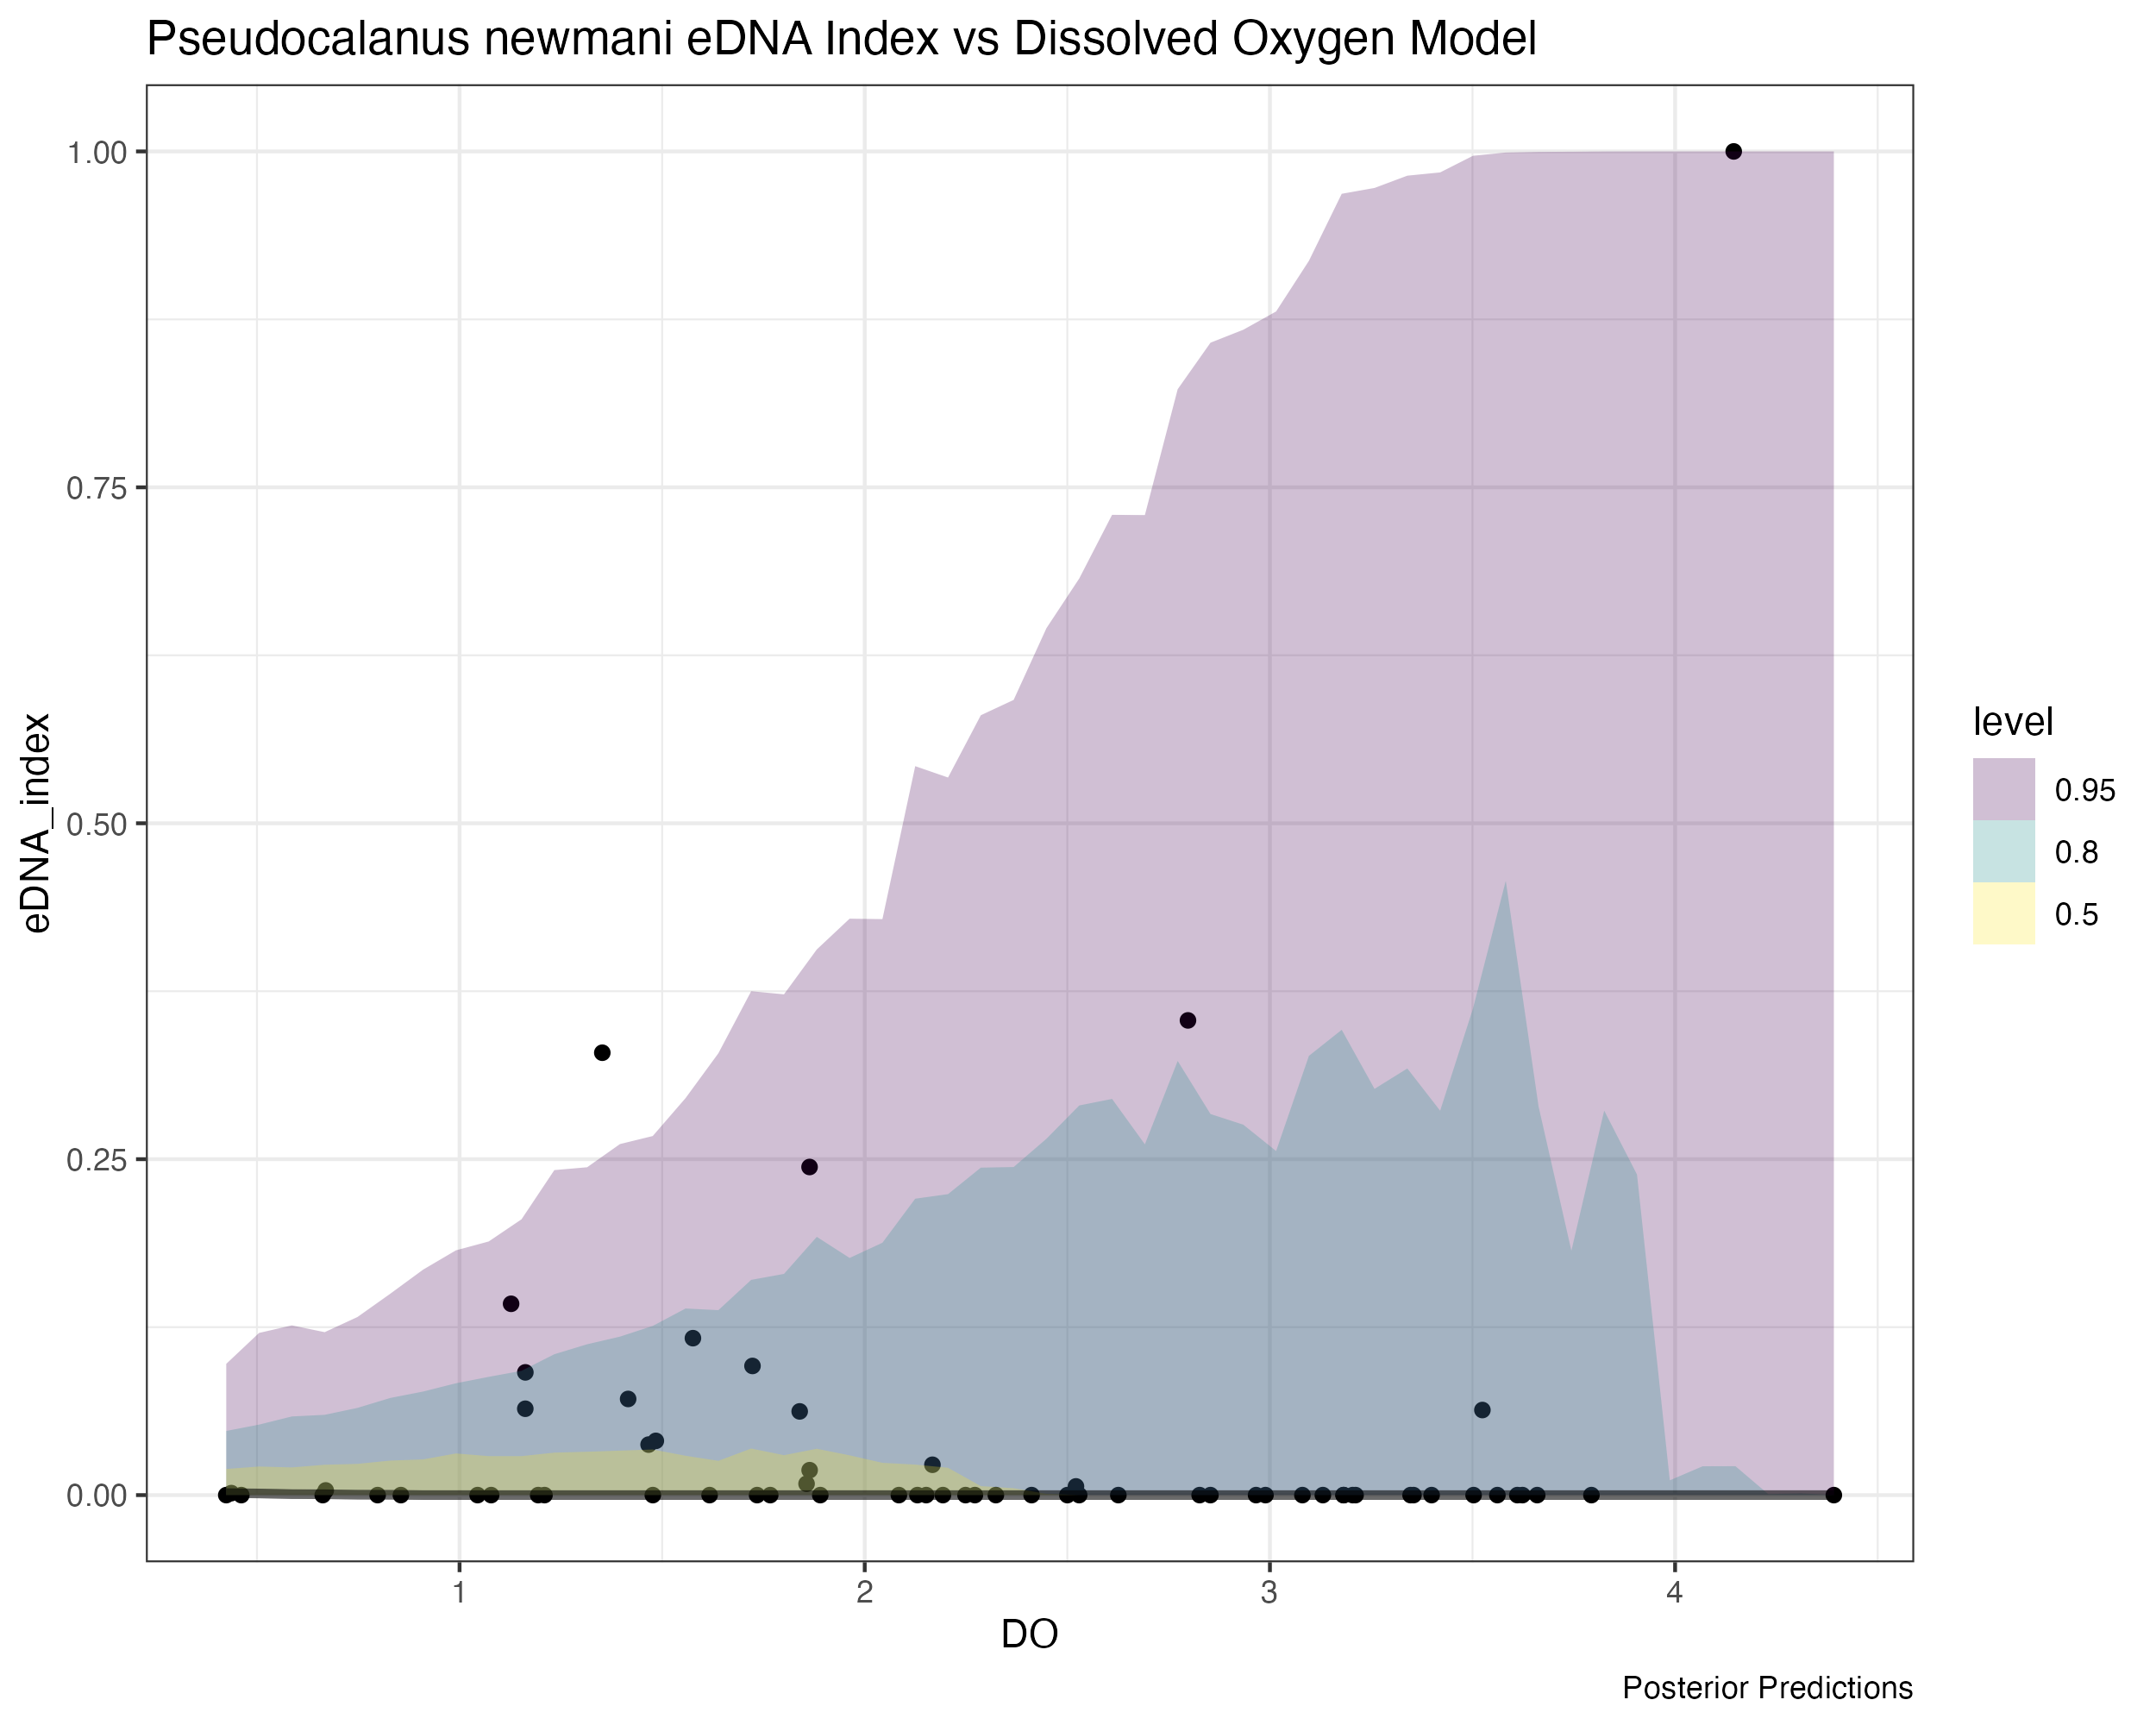 Pseudocalanus newmani eDNA Index vs Dissolved Oxygen Model
1.00
0.75
0.50
0.25
0.00
eDNA_index
1 2 3 4
DO
level
0.95
0.8
0.5
Posterior Predictions